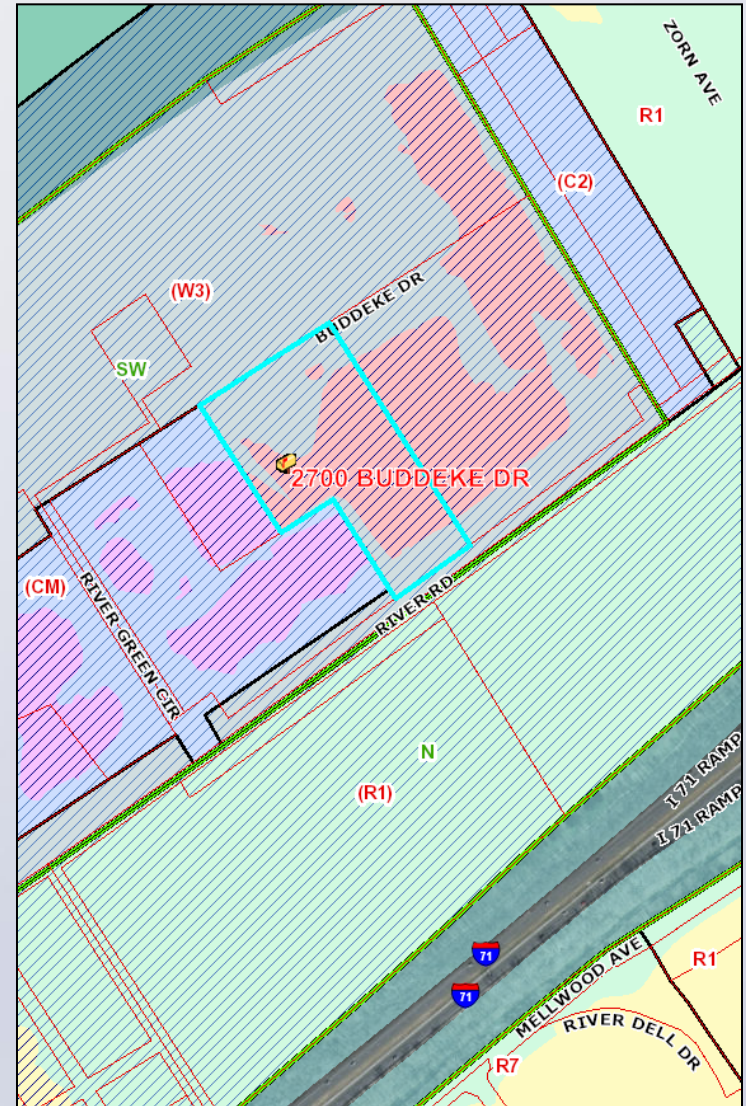 ZORN AVE
R1
(C2)
BUDDEKE DR
(W3)
SW
2700 BUDDEKE DR
(CM)
RIVER GREEN CIR
RIVER RD
N
(R1)
I 71 RAMP
I 71 RAMP
71
71
MELLWOOD AVE
R1
RIVER DELL DR
R7